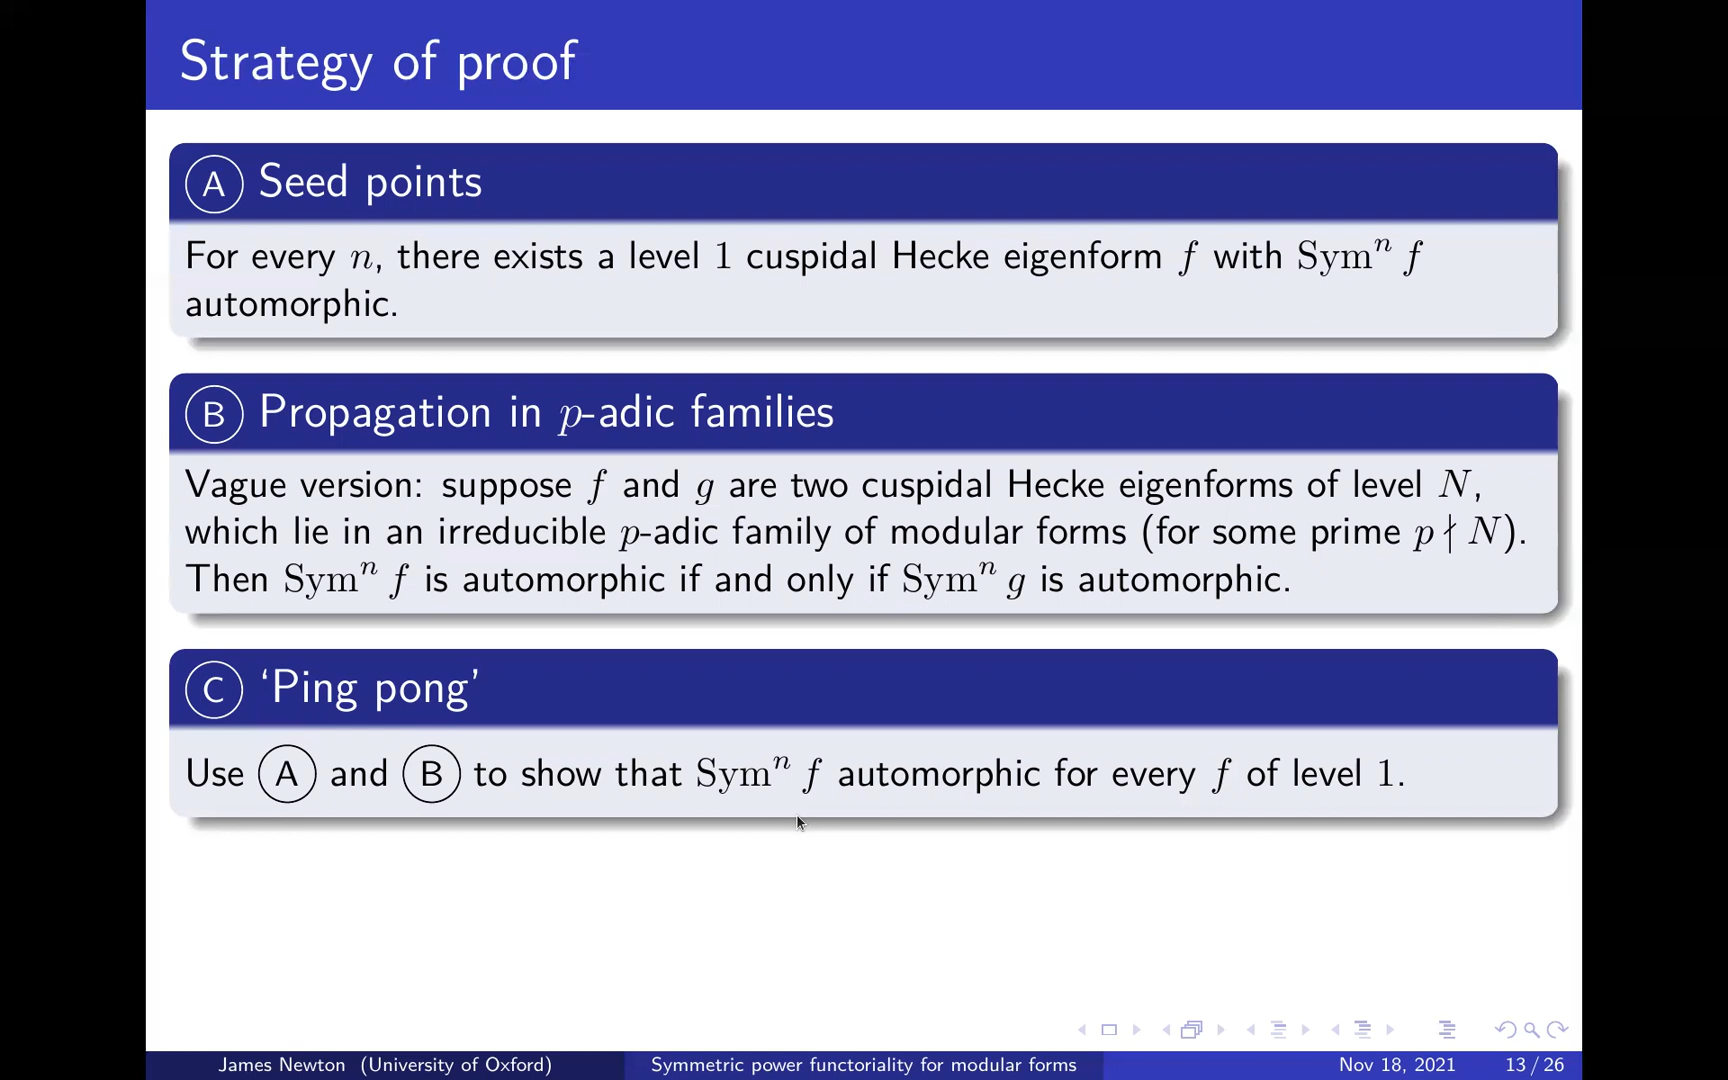 Strategy of proof
Ⓐ Seed points
For every n, there exists a level 1 cuspidal Hecke eigenform f with Symⁿ f
automorphic.
Ⓑ Propagation in p-adic families
Vague version: suppose f and g are two cuspidal Hecke eigenforms of level N,
which lie in an irreducible p-adic family of modular forms (for some prime p ∤ N).
Then Symⁿ f is automorphic if and only if Symⁿ g is automorphic.
Ⓒ ‘Ping pong’
Use Ⓐ and Ⓑ to show that Symⁿ f automorphic for every f of level 1.
James Newton (University of Oxford) Symmetric power functoriality for modular forms Nov 18, 2021 13 / 26